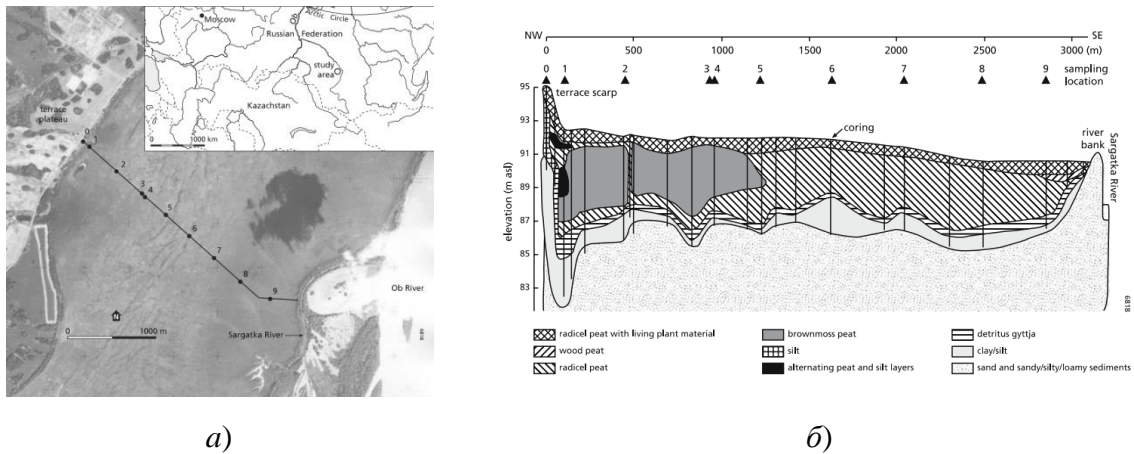 Moscow
Ob
Arctic Circle
Russian Federation
study
area
Kazachstan
0 1000 km
terrace
plateau
0
1
2
3
4
5
6
7
8
9
Ob River
N
0 1000 m
Sargatka River
6818
а)
NW SE
0 500 1000 1500 2000 2500 3000 (m)
0 1 2 3 4 5 6 7 8 9 sampling
location
95
93
91
89
87
85
83
elevation (m asl)
terrace scarp
coring
river
bank
Sargatka River
6818
radicel peat with living plant material
wood peat
radicel peat
brownmoss peat
silt
alternating peat and silt layers
detritus gyttja
clay/silt
sand and sandy/silty/loamy sediments
б)